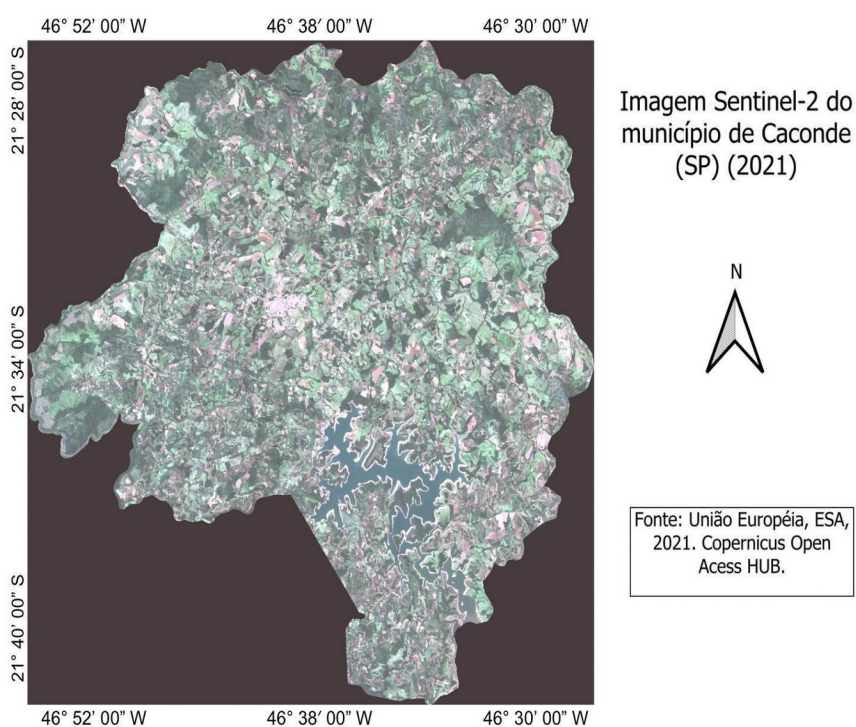 46° 52’ 00” W 46° 38’ 00” W 46° 30’ 00” W
21° 28’ 00” S
21° 34’ 00” S
21° 40’ 00” S
46° 52’ 00” W 46° 38’ 00” W 46° 30’ 00” W
Imagem Sentinel-2 do
município de Caconde
(SP) (2021)
N
Fonte: União Européia, ESA,
2021. Copernicus Open
Acess HUB.